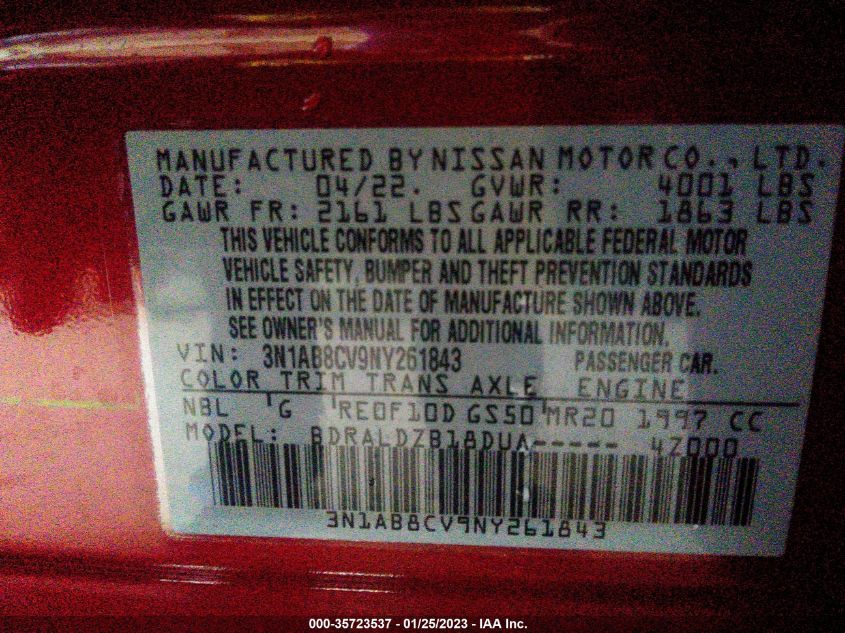 MANUFACTURED BY NISSAN MOTOR CO., LTD.
DATE: 04/22. GVWR: 4001 LBS
GAWR FR: 2161 LBS GAWR RR: 1863 LBS
THIS VEHICLE CONFORMS TO ALL APPLICABLE FEDERAL MOTOR
VEHICLE SAFETY, BUMPER AND THEFT PREVENTION STANDARDS
IN EFFECT ON THE DATE OF MANUFACTURE SHOWN ABOVE.
SEE OWNER'S MANUAL FOR ADDITIONAL INFORMATION.
VIN: 3N1AB8CV9NY261843 PASSENGER CAR.
COLOR TRIM TRANS AXLE ENGINE
NBL G RE0F10D GS50 MR20 1997 CC
MODEL: BDRALDZB18DUA----- 4Z000
3N1AB8CV9NY261843
000-35723537 - 01/25/2023 - IAA Inc.